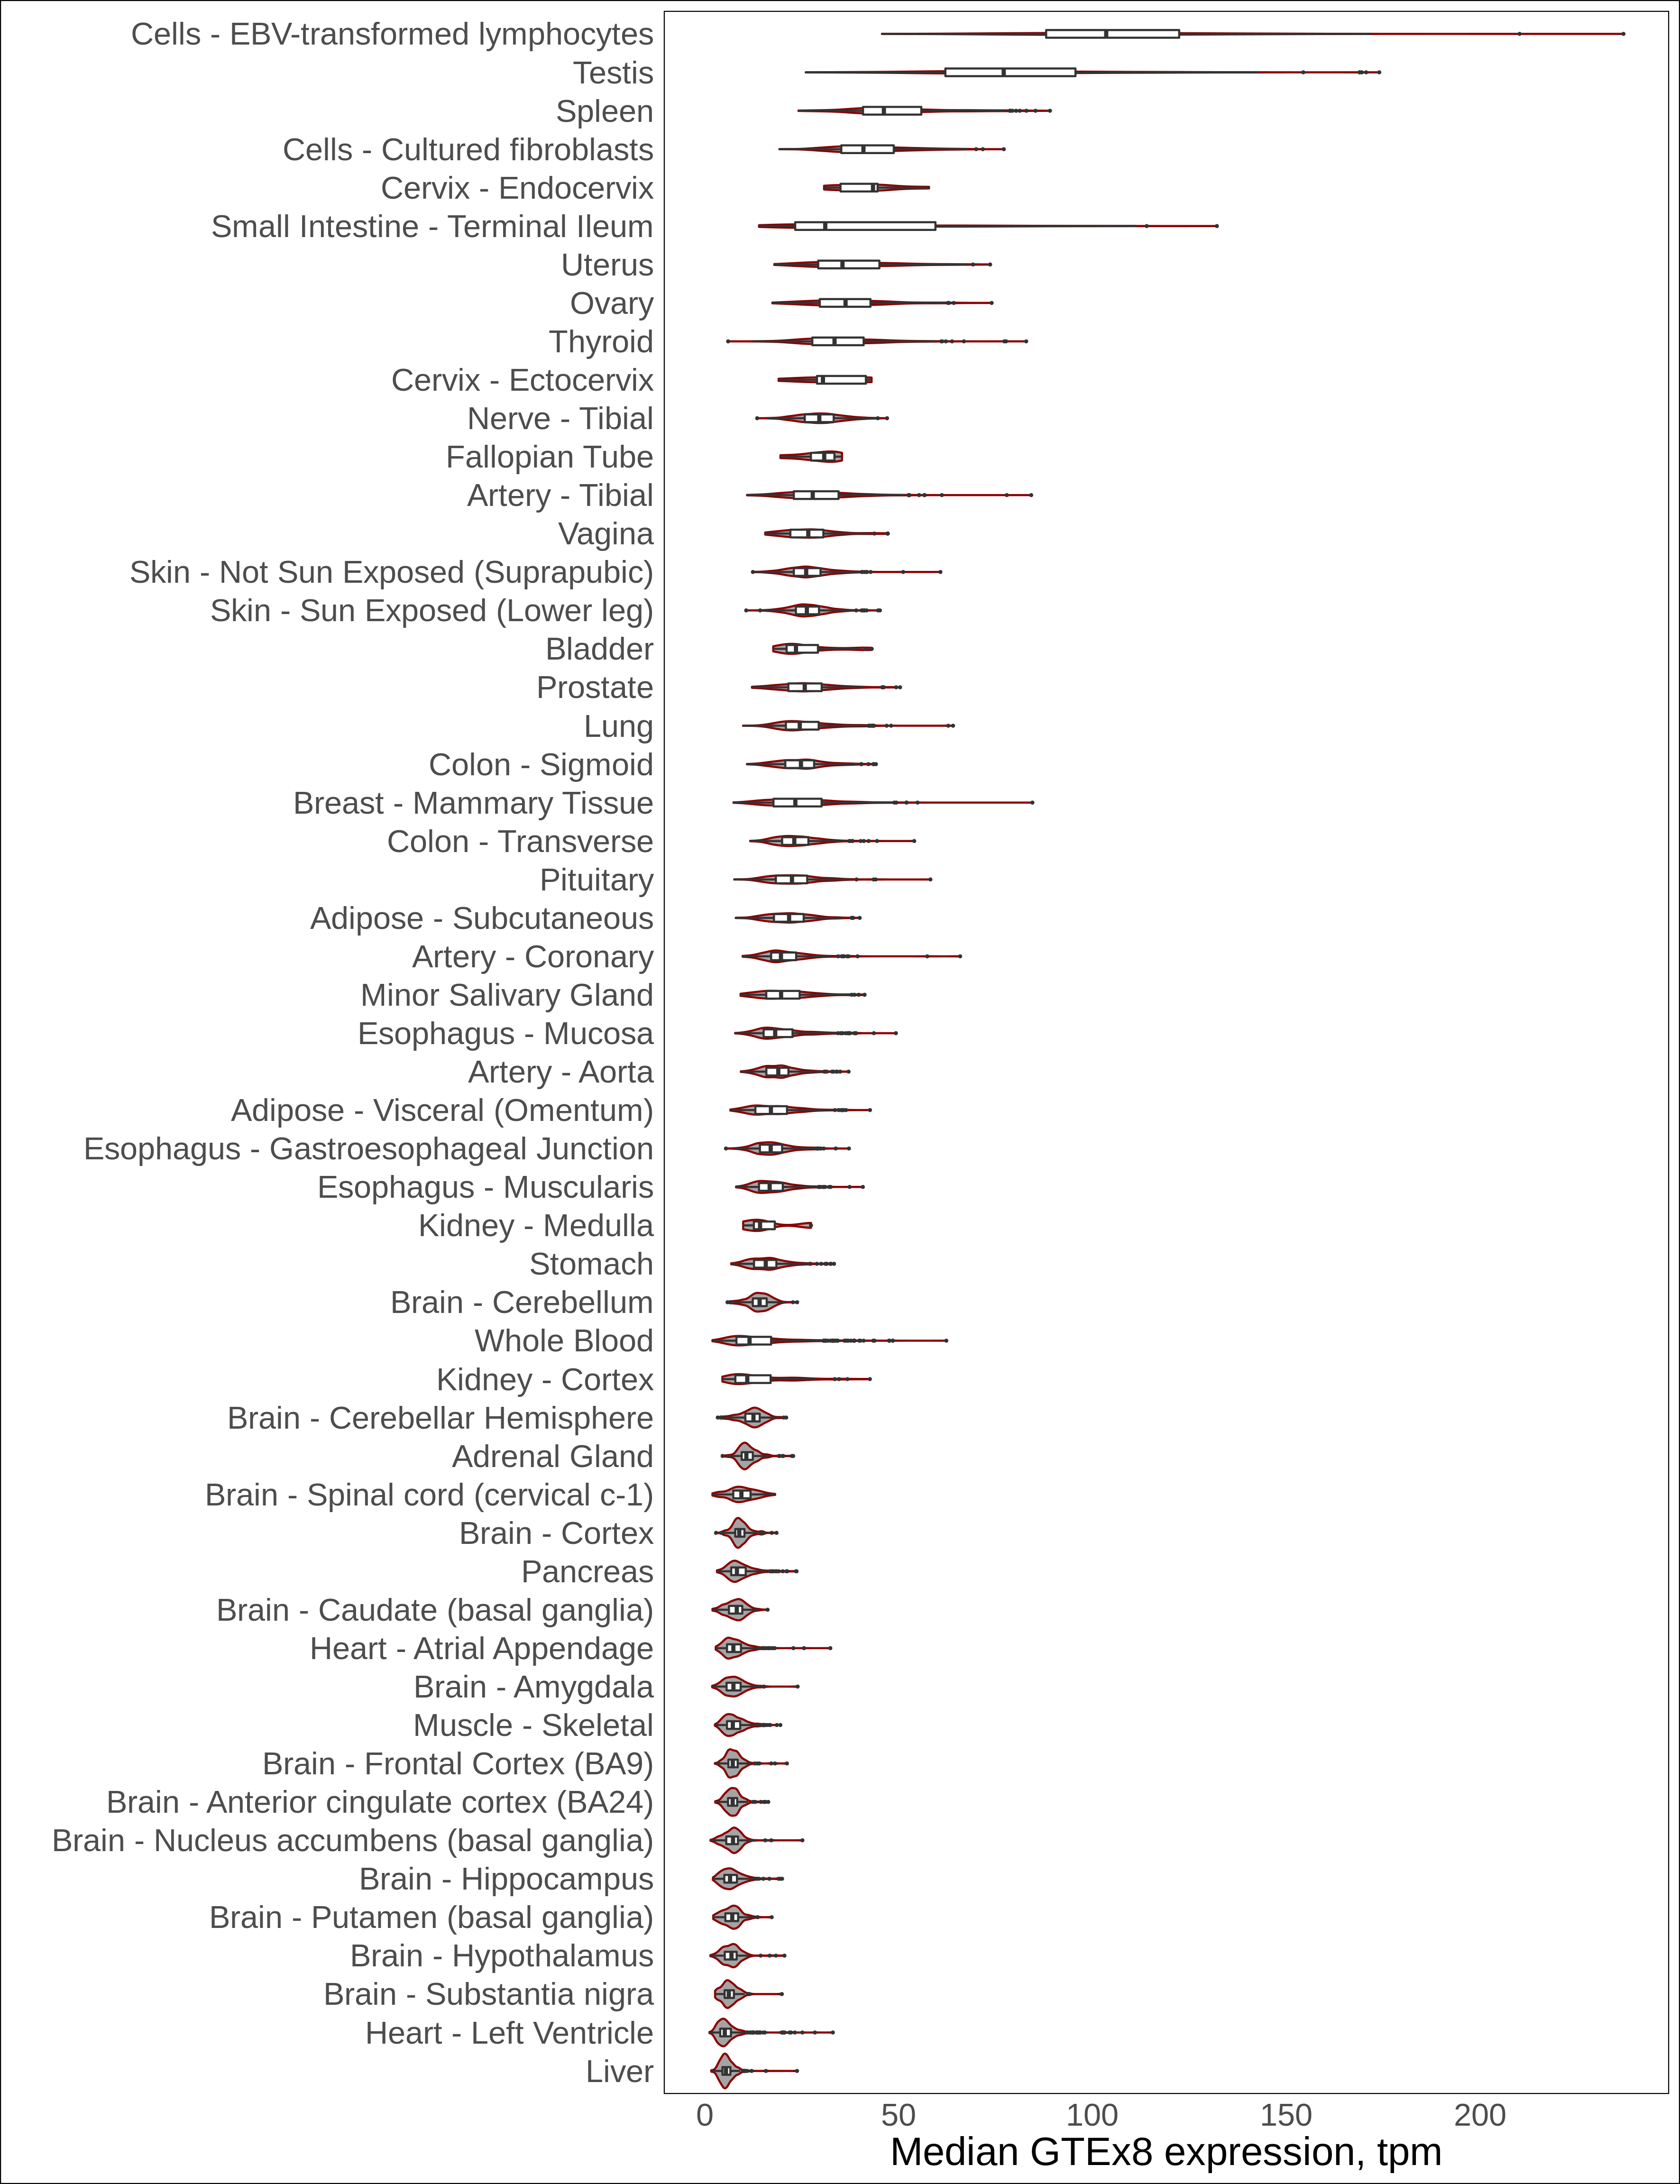 Cells - EBV-transformed lymphocytes
Testis
Spleen
Cells - Cultured fibroblasts
Cervix - Endocervix
Small Intestine - Terminal Ileum
Uterus
Ovary
Thyroid
Cervix - Ectocervix
Nerve - Tibial
Fallopian Tube
Artery - Tibial
Vagina
Skin - Not Sun Exposed (Suprapubic)
Skin - Sun Exposed (Lower leg)
Bladder
Prostate
Lung
Colon - Sigmoid
Breast - Mammary Tissue
Colon - Transverse
Pituitary
Adipose - Subcutaneous
Artery - Coronary
Minor Salivary Gland
Esophagus - Mucosa
Artery - Aorta
Adipose - Visceral (Omentum)
Esophagus - Gastroesophageal Junction
Esophagus - Muscularis
Kidney - Medulla
Stomach
Brain - Cerebellum
Whole Blood
Kidney - Cortex
Brain - Cerebellar Hemisphere
Adrenal Gland
Brain - Spinal cord (cervical c-1)
Brain - Cortex
Pancreas
Brain - Caudate (basal ganglia)
Heart - Atrial Appendage
Brain - Amygdala
Muscle - Skeletal
Brain - Frontal Cortex (BA9)
Brain - Anterior cingulate cortex (BA24)
Brain - Nucleus accumbens (basal ganglia)
Brain - Hippocampus
Brain - Putamen (basal ganglia)
Brain - Hypothalamus
Brain - Substantia nigra
Heart - Left Ventricle
Liver
0 50 100 150 200
Median GTEx8 expression, tpm